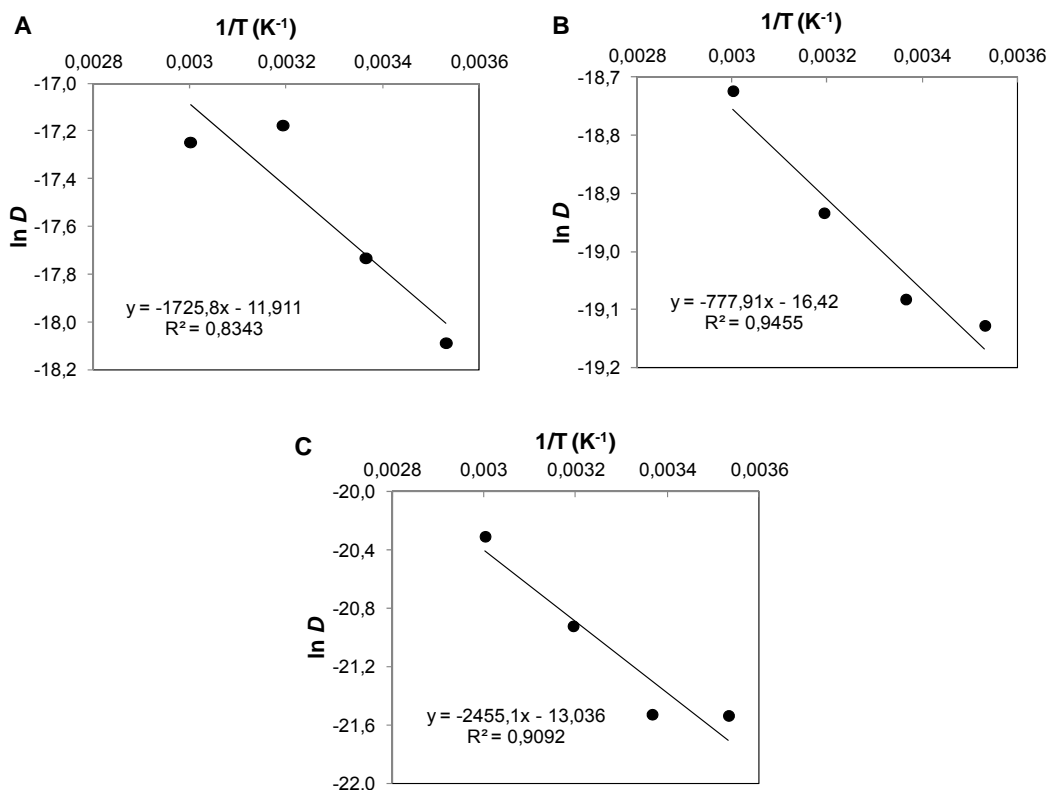 A
1/T (K⁻¹)
0,0028 0,003 0,0032 0,0034 0,0036
-17,0
-17,2
-17,4
-17,6
-17,8
-18,0
-18,2
ln D
y = -1725,8x - 11,911
R² = 0,8343
B
1/T (K⁻¹)
0,0028 0,003 0,0032 0,0034 0,0036
-18,7
-18,8
-18,9
-19,0
-19,1
-19,2
ln D
y = -777,91x - 16,42
R² = 0,9455
C
1/T (K⁻¹)
0,0028 0,003 0,0032 0,0034 0,0036
-20,0
-20,4
-20,8
-21,2
-21,6
-22,0
ln D
y = -2455,1x - 13,036
R² = 0,9092